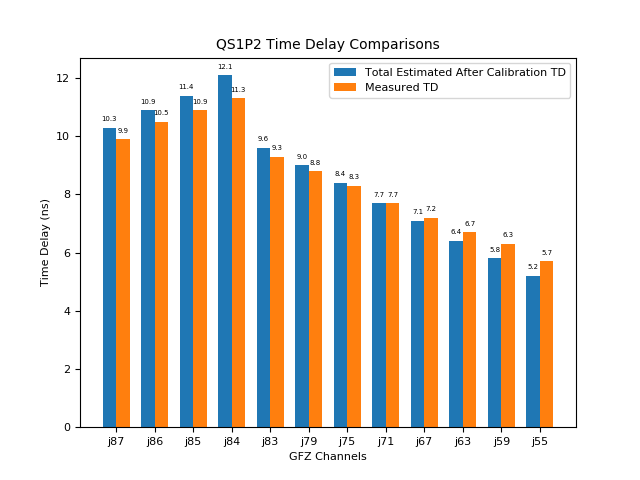 QS1P2 Time Delay Comparisons
Total Estimated After Calibration TD
Measured TD
Time Delay (ns)
12
10
8
6
4
2
0
10.3 9.9 10.9 10.5 11.4 10.9 12.1 11.3 9.6 9.3 9.0 8.8 8.4 8.3 7.7 7.7 7.1 7.2 6.4 6.7 5.8 6.3 5.2 5.7
j87 j86 j85 j84 j83 j79 j75 j71 j67 j63 j59 j55
GFZ Channels